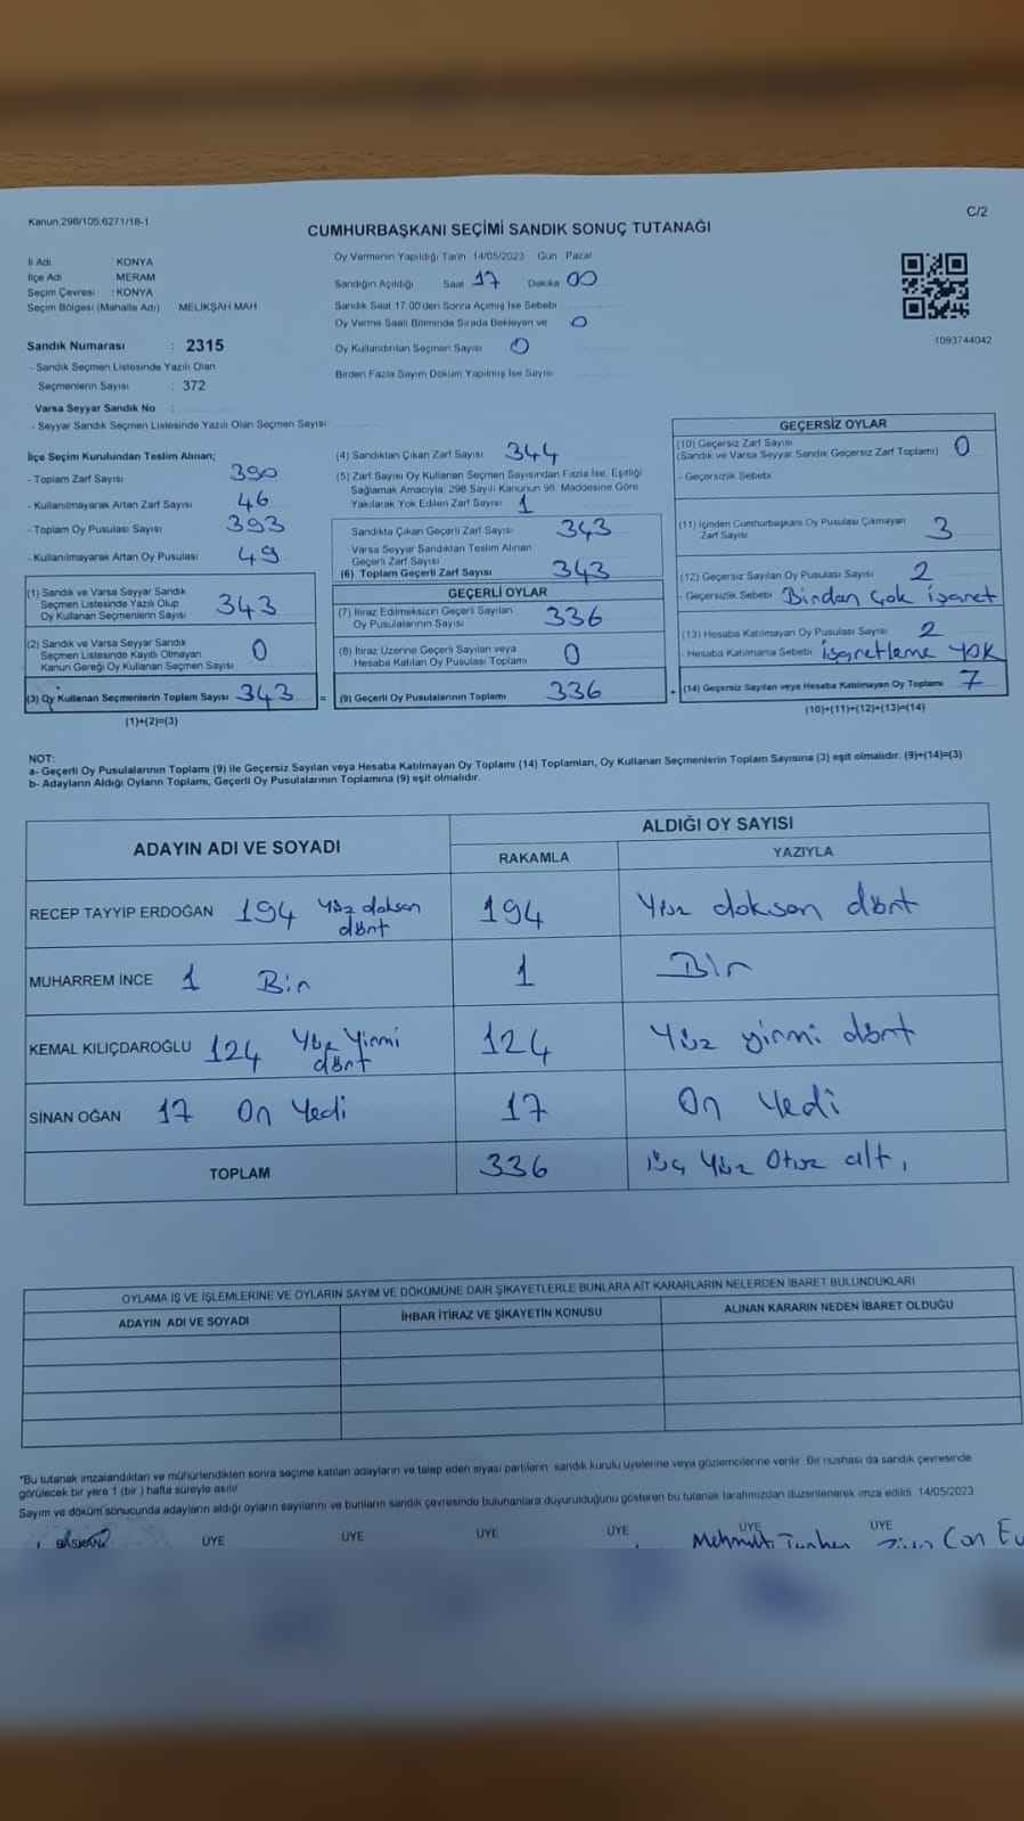 Kanun.298/105,6271/18-1
C/2
CUMHURBAŞKANI SEÇİMİ SANDIK SONUÇ TUTANAĞI
İl Adı : KONYA
İlçe Adı : MERAM
Seçim Çevresi : KONYA
Seçim Bölgesi (Mahalle Adı) : MELİKŞAH MAH
Sandık Numarası : 2315
- Sandık Seçmen Listesinde Yazılı Olan
Seçmenlerin Sayısı : 372
Varsa Seyyar Sandık No :
- Seyyar Sandık Seçmen Listesinde Yazılı Olan Seçmen Sayısı
Oy Vermenin Yapıldığı Tarih 14/05/2023 Gün Pazar
Sandığın Açıldığı Saat 17 Dakika 00
Sandık Saat 17.00'den Sonra Açılmış İse Sebebi
Oy Verme Saati Bitiminde Sırada Bekleyen ve 0
Oy Kullandırılan Seçmen Sayısı 0
Birden Fazla Sayım Döküm Yapılmış İse Sayısı
1093744042
İlçe Seçim Kurulundan Teslim Alınan;
- Toplam Zarf Sayısı 390
- Kullanılmayarak Artan Zarf Sayısı 46
- Toplam Oy Pusulası Sayısı 393
- Kullanılmayarak Artan Oy Pusulası 49
(1) Sandık ve Varsa Seyyar Sandık
Seçmen Listesinde Yazılı Olup
Oy Kullanan Seçmenlerin Sayısı 343
(2) Sandık ve Varsa Seyyar Sandık
Seçmen Listesinde Kayıtlı Olmayan
Kanun Gereği Oy Kullanan Seçmen Sayısı 0
(3) Oy Kullanan Seçmenlerin Toplam Sayısı 343
(1)+(2)=(3)
(4) Sandıktan Çıkan Zarf Sayısı 344
(5) Zarf Sayısı Oy Kullanan Seçmen Sayısından Fazla İse, Eşitliği
Sağlamak Amacıyla; 298 Sayılı Kanunun 98. Maddesine Göre
Yakılarak Yok Edilen Zarf Sayısı 1
Sandıkta Çıkan Geçerli Zarf Sayısı 343
Varsa Seyyar Sandıktan Teslim Alınan
Geçerli Zarf Sayısı
(6) Toplam Geçerli Zarf Sayısı 343
GEÇERLİ OYLAR
(7) İtiraz Edilmeksizin Geçerli Sayılan
Oy Pusulalarının Sayısı 336
(8) İtiraz Üzerine Geçerli Sayılan veya
Hesaba Katılan Oy Pusulası Toplamı 0
= (9) Geçerli Oy Pusulalarının Toplamı 336
GEÇERSİZ OYLAR
(10) Geçersiz Zarf Sayısı
(Sandık ve Varsa Seyyar Sandık Geçersiz Zarf Toplamı) 0
- Geçersizlik Sebebi
(11) İçinden Cumhurbaşkanı Oy Pusulası Çıkmayan
Zarf Sayısı 3
(12) Geçersiz Sayılan Oy Pusulası Sayısı 2
- Geçersizlik Sebebi Birdan çok işaret
(13) Hesaba Katılmayan Oy Pusulası Sayısı 2
- Hesaba Katılmama Sebebi işaretleme yok
+ (14) Geçersiz Sayılan veya Hesaba Katılmayan Oy Toplamı 7
(10)+(11)+(12)+(13)=(14)
NOT:
a- Geçerli Oy Pusulalarının Toplamı (9) ile Geçersiz Sayılan veya Hesaba Katılmayan Oy Toplamı (14) Toplamları, Oy Kullanan Seçmenlerin Toplam Sayısına (3) eşit olmalıdır. (9)+(14)=(3)
b- Adayların Aldığı Oyların Toplamı, Geçerli Oy Pusulalarının Toplamına (9) eşit olmalıdır.
ADAYIN ADI VE SOYADI
ALDIĞI OY SAYISI
RAKAMLA YAZIYLA
RECEP TAYYİP ERDOĞAN 194 Yüz doksan dört 194 Yüz doksan dört
MUHARREM İNCE 1 Bir 1 Bir
KEMAL KILIÇDAROĞLU 124 Yüz Yirmi dört 124 Yüz yirmi dört
SİNAN OĞAN 17 On Yedi 17 On Yedi
TOPLAM 336 üç Yüz Otuz altı
OYLAMA İŞ VE İŞLEMLERİNE VE OYLARIN SAYIM VE DÖKÜMÜNE DAİR ŞİKAYETLERLE BUNLARA AİT KARARLARIN NELERDEN İBARET BULUNDUKLARI
ADAYIN ADI VE SOYADI İHBAR İTİRAZ VE ŞİKAYETİN KONUSU ALINAN KARARIN NEDEN İBARET OLDUĞU
*Bu tutanak imzalandıktan ve mühürlendikten sonra seçime katılan adayların ve talep eden siyasi partilerin sandık kurulu üyelerine veya gözlemcilerine verilir. Bir nüshası da sandık çevresinde
görülecek bir yere 1 (bir) hafta süreyle asılır.
Sayım ve döküm sonucunda adayların aldığı oyların sayılarını ve bunların sandık çevresinde bulunanlara duyurulduğunu gösteren bu tutanak tarafımızdan düzenlenerek imza edildi. 14/05/2023
BAŞKAN ÜYE ÜYE ÜYE ÜYE ÜYE ÜYE
Mehmet Can